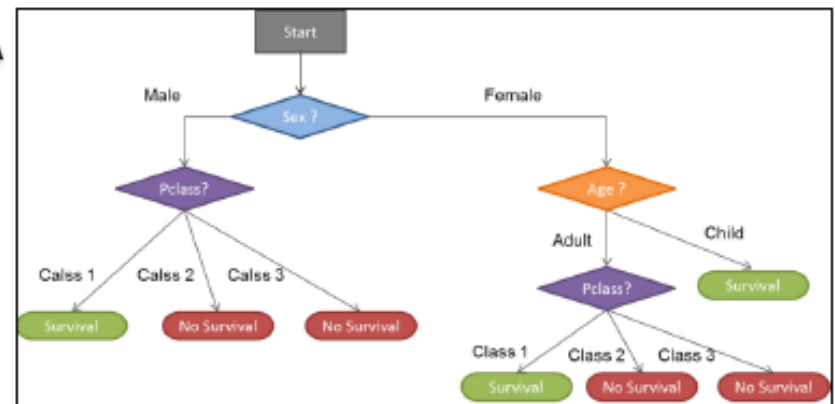 Start
Male
Female
Sex ?
Pclass?
Age ?
Adult
Child
Calss 1
Calss 2
Calss 3
Survival
Pclass?
Survival
No Survival
No Survival
Class 1
Class 2
Class 3
Survival
No Survival
No Survival